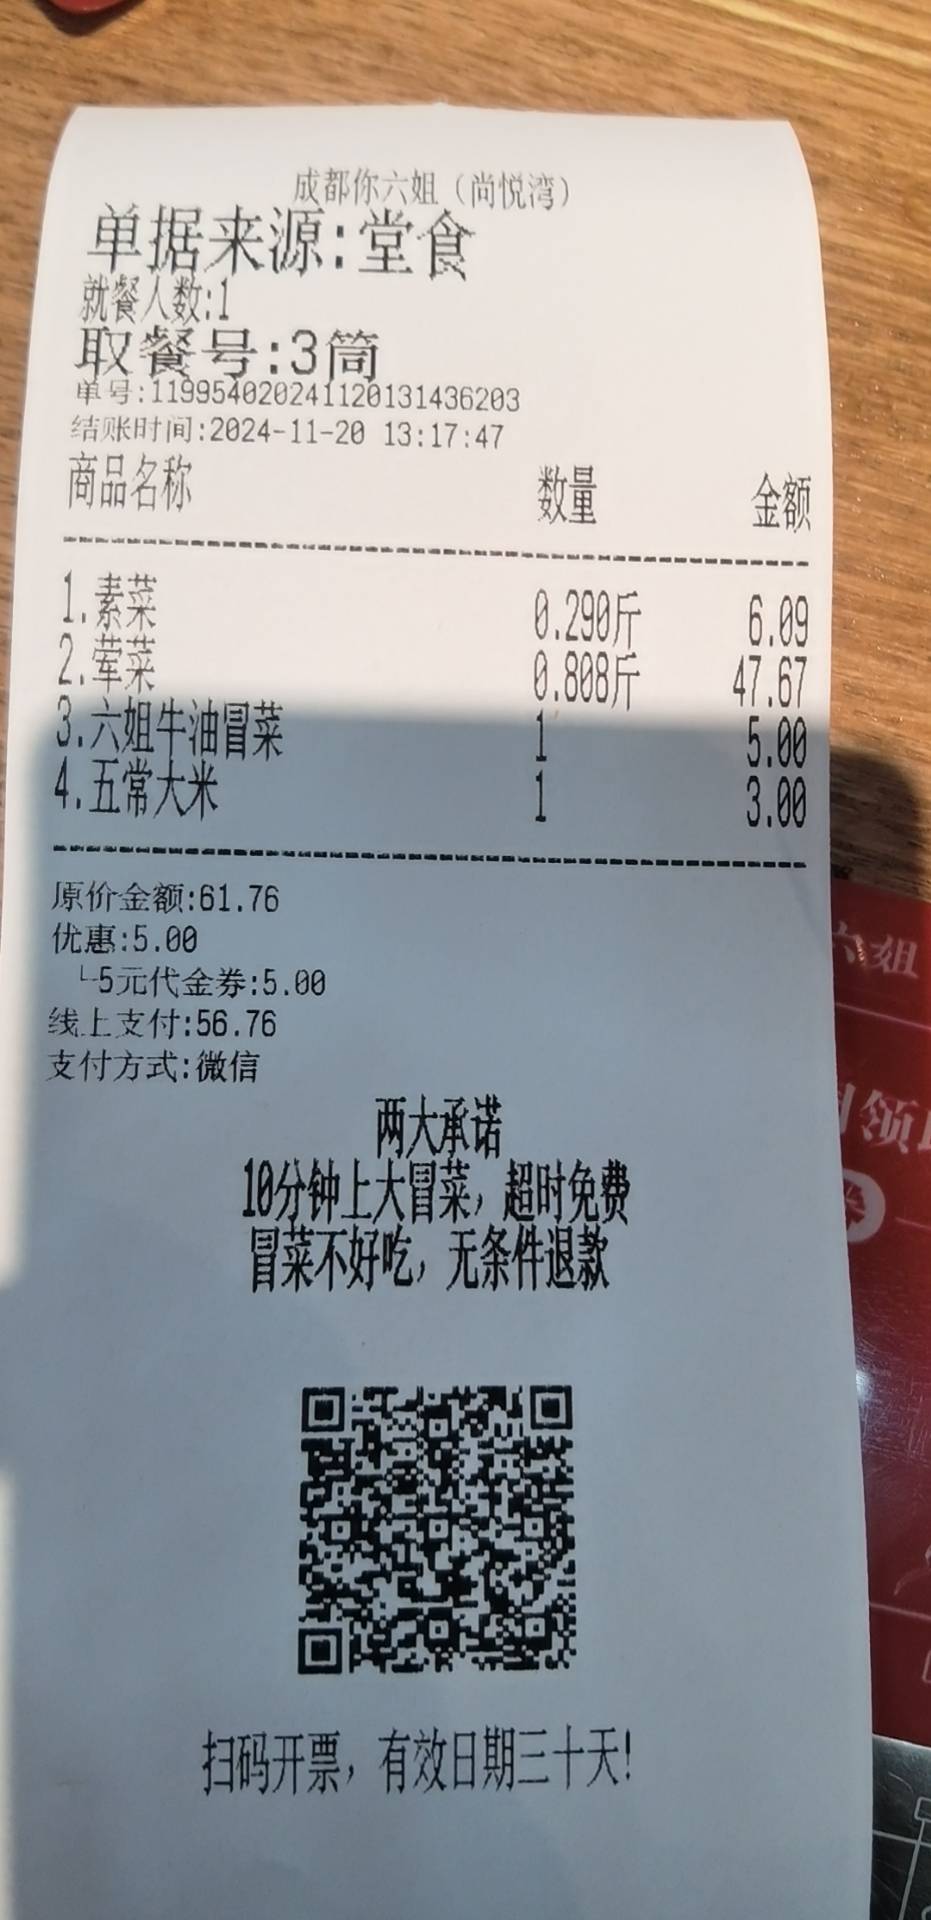 成都你六姐（尚悦湾）
单据来源:堂食
就餐人数:1
取餐号:3筒
单号:119954020241120131436203
结账时间:2024-11-20 13:17:47
商品名称 数量 金额
1.素菜 0.290斤 6.09
2.荤菜 0.808斤 47.67
3.六姐牛油冒菜 1 5.00
4.五常大米 1 3.00
原价金额:61.76
优惠:5.00
└5元代金券:5.00
线上支付:56.76
支付方式:微信
两大承诺
10分钟上大冒菜，超时免费
冒菜不好吃，无条件退款
扫码开票，有效日期三十天!
六姐
领